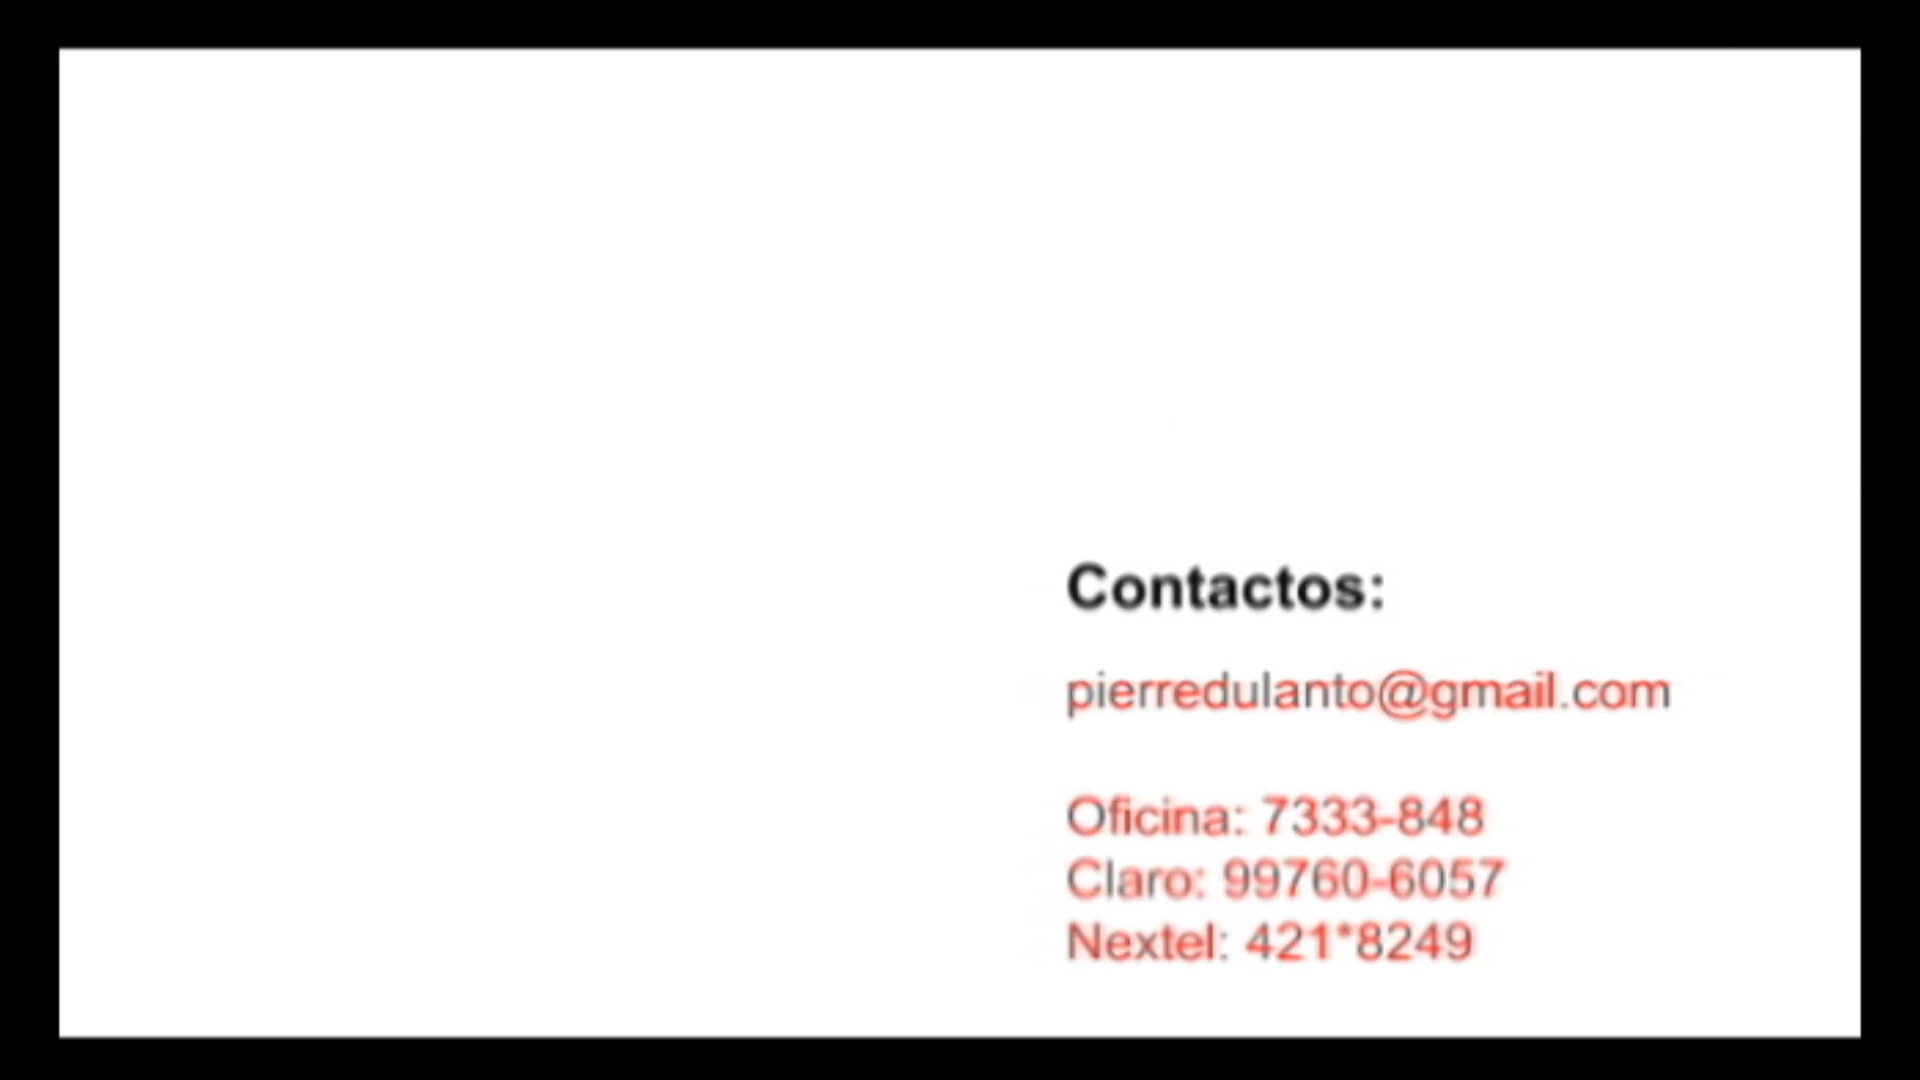 Contactos:
pierredulanto@gmail.com
Oficina: 7333-848
Claro: 99760-6057
Nextel: 421*8249